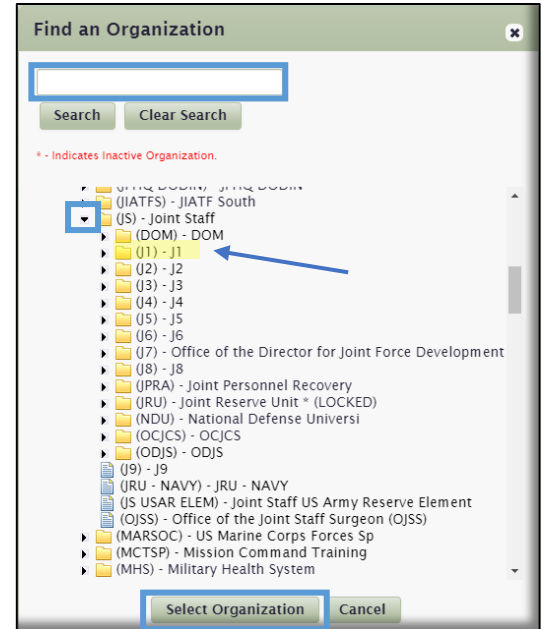 Find an Organization
Search Clear Search
* - Indicates Inactive Organization.
(JIATFS) - JIATF South
(JS) - Joint Staff
(DOM) - DOM
(J1) - J1
(J2) - J2
(J3) - J3
(J4) - J4
(J5) - J5
(J6) - J6
(J7) - Office of the Director for Joint Force Development
(J8) - J8
(JPRA) - Joint Personnel Recovery
(JRU) - Joint Reserve Unit * (LOCKED)
(NDU) - National Defense Universi
(OCJCS) - OCJCS
(ODJS) - ODJS
(J9) - J9
(JRU - NAVY) - JRU - NAVY
(JS USAR ELEM) - Joint Staff US Army Reserve Element
(OJSS) - Office of the Joint Staff Surgeon (OJSS)
(MARSOC) - US Marine Corps Forces Sp
(MCTSP) - Mission Command Training
(MHS) - Military Health System
Select Organization Cancel